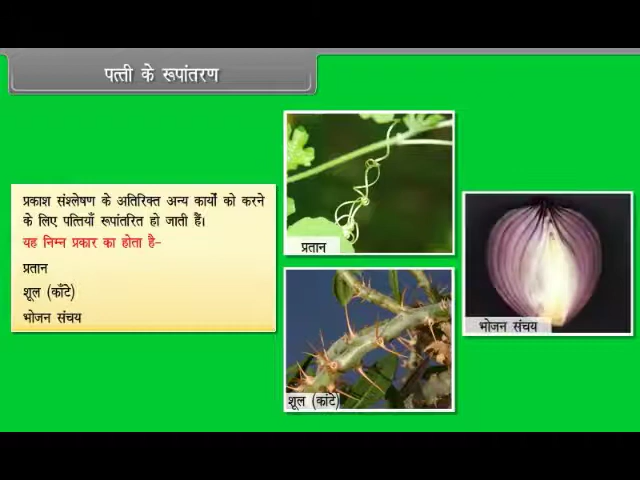 पत्ती के रूपांतरण
प्रकाश संश्लेषण के अतिरिक्त अन्य कार्यों को करने
के लिए पत्तियाँ रूपांतरित हो जाती हैं।
यह निम्न प्रकार का होता है-
प्रतान
शूल (काँटे)
भोजन संचय
प्रतान
भोजन संचय
शूल (कांटे)